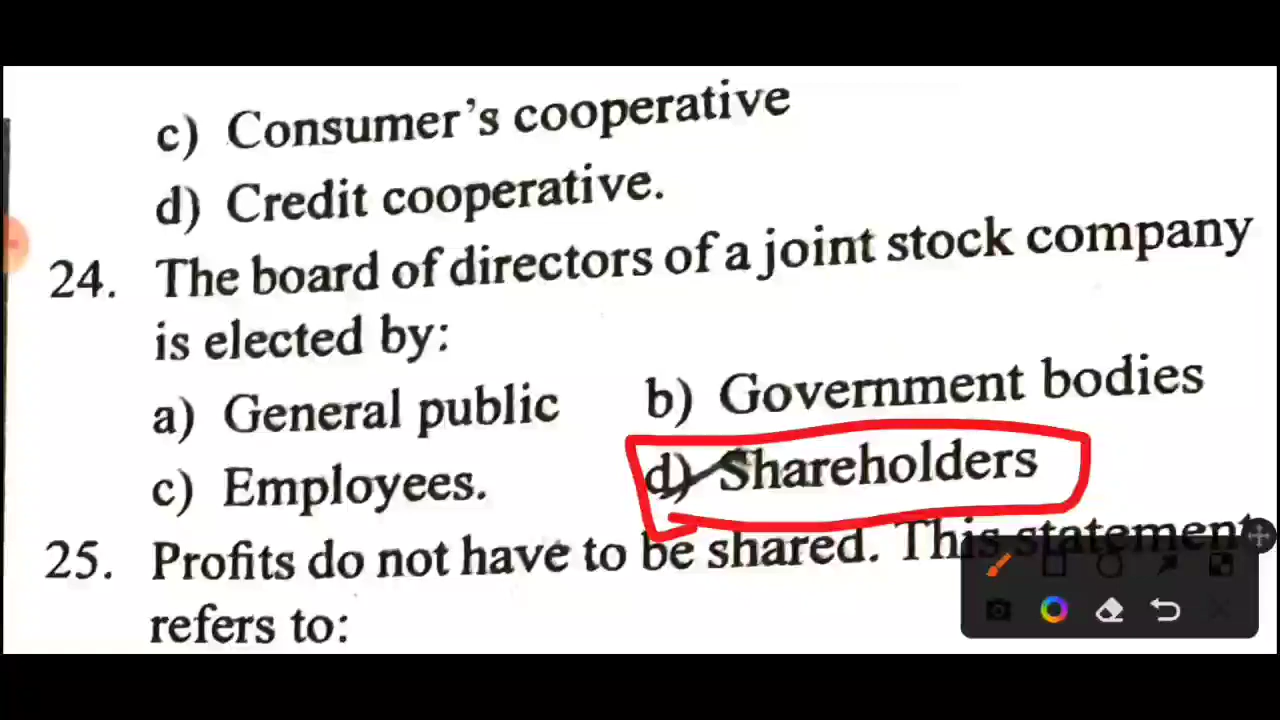 c) Consumer's cooperative
d) Credit cooperative.
24. The board of directors of a joint stock company
is elected by:
a) General public b) Government bodies
c) Employees. d) Shareholders
25. Profits do not have to be shared. This statement
refers to: